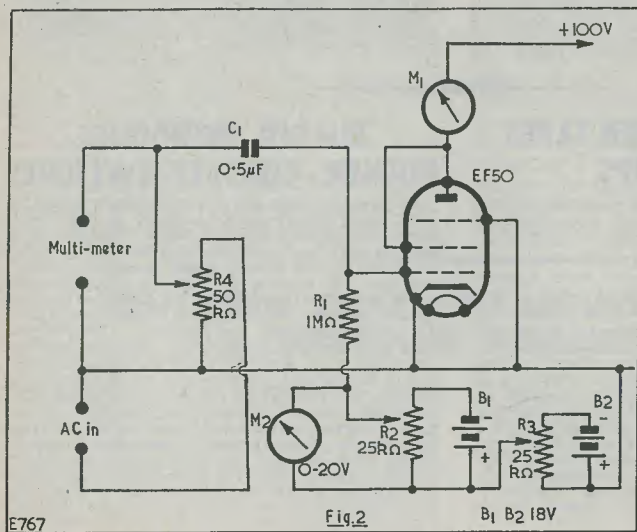 +100V
M1
C1
0·5μF
EF50
Multi-meter
R4
50
kΩ
R1
1MΩ
AC in
M2
0-20V
R2
25kΩ
B1
-
+
R3
25
kΩ
B2
-
+
E767
Fig.2
B1 B2 18V